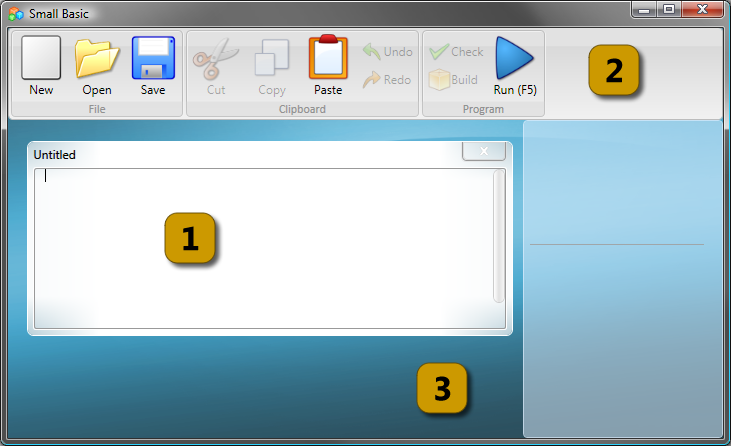 Small Basic
New
Open
Save
Cut
Copy
Paste
Undo
Redo
Check
Build
Run (F5)
File
Clipboard
Program
2
Untitled
x
1
3